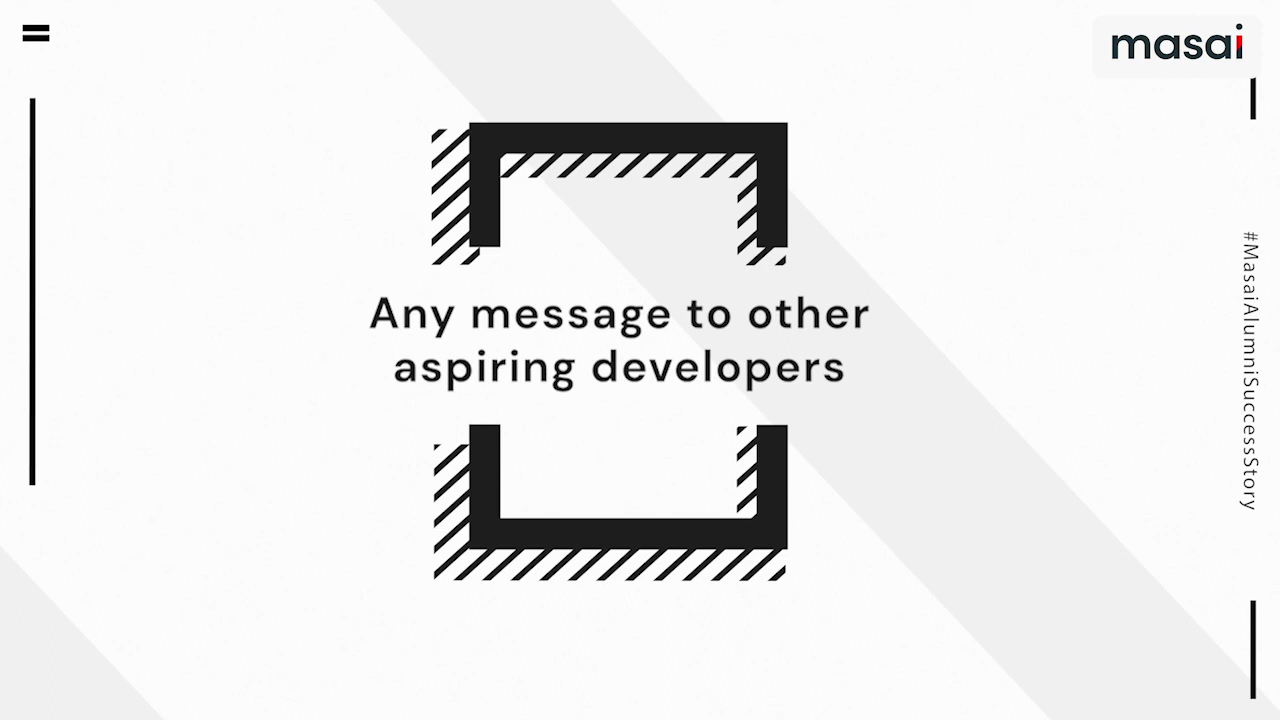 masai
Any message to other
aspiring developers
#MasaiAlumniSuccessStory